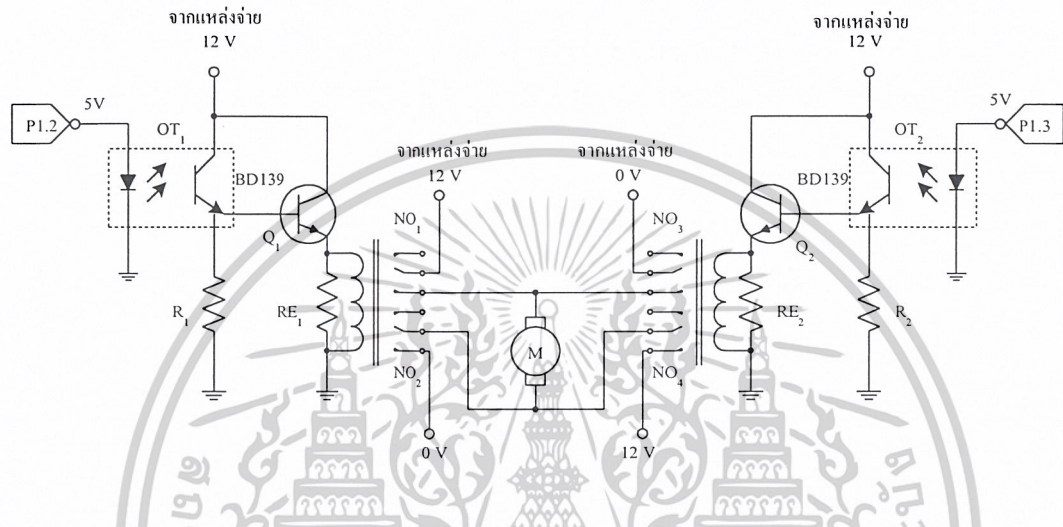 จากแหล่งจ่าย
12 V
จากแหล่งจ่าย
12 V
P1.2
5V
OT1
BD139
Q1
R1
RE1
จากแหล่งจ่าย
12 V
NO1
NO2
0 V
M
จากแหล่งจ่าย
0 V
NO3
NO4
12 V
RE2
BD139
Q2
OT2
R2
5V
P1.3